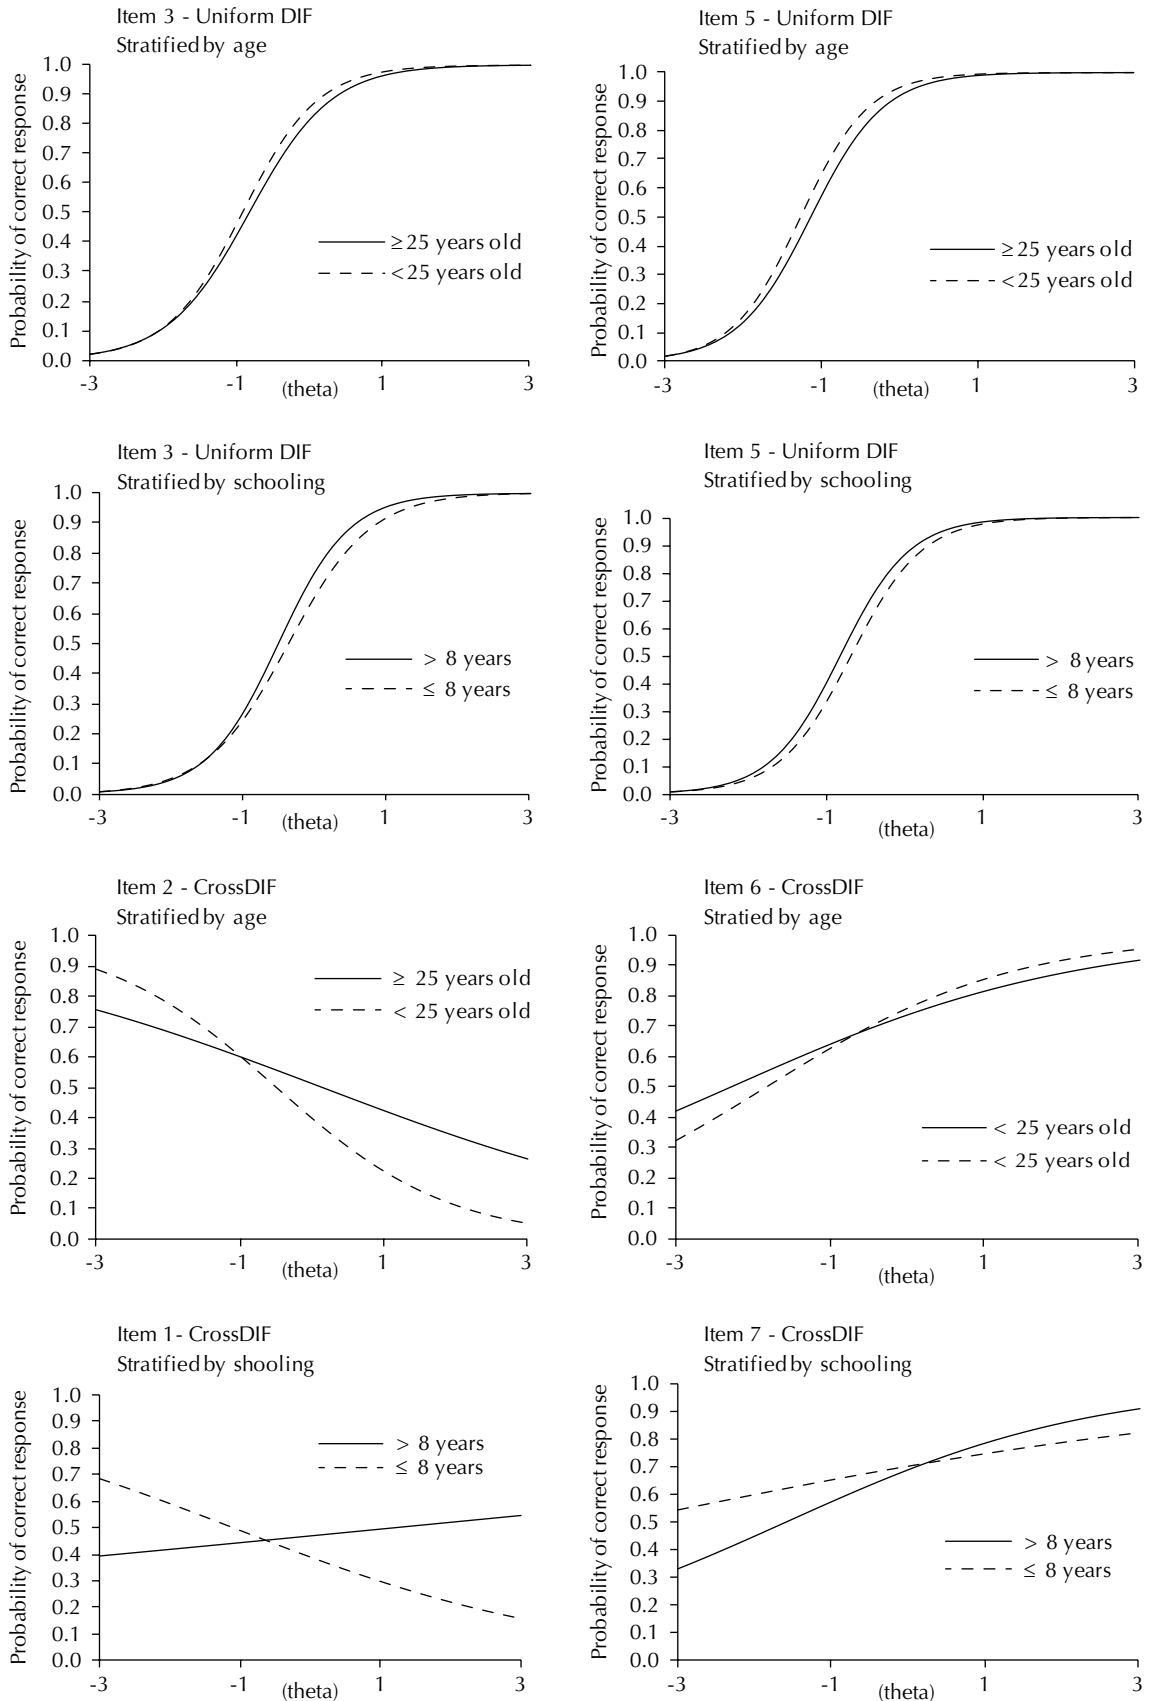 Item 3 - Uniform DIF
Stratified by age
Probability of correct response
1.0
0.9
0.8
0.7
0.6
0.5
0.4
0.3
0.2
0.1
0.0
≥25 years old
<25 years old
-3
-1
1
3
(theta)
Item 5 - Uniform DIF
Stratified by age
Probability of correct response
1.0
0.9
0.8
0.7
0.6
0.5
0.4
0.3
0.2
0.1
0.0
≥25 years old
<25 years old
-3
-1
1
3
(theta)
Item 3 - Uniform DIF
Stratified by schooling
Probability of correct response
1.0
0.9
0.8
0.7
0.6
0.5
0.4
0.3
0.2
0.1
0.0
> 8 years
≤ 8 years
-3
-1
1
3
(theta)
Item 5 - Uniform DIF
Stratified by schooling
Probability of correct response
1.0
0.9
0.8
0.7
0.6
0.5
0.4
0.3
0.2
0.1
0.0
> 8 years
≤ 8 years
-3
-1
1
3
(theta)
Item 2 - CrossDIF
Stratified by age
Probability of correct response
1.0
0.9
0.8
0.7
0.6
0.5
0.4
0.3
0.2
0.1
0.0
≥ 25 years old
< 25 years old
-3
-1
1
3
(theta)
Item 6 - CrossDIF
Stratied by age
Probability of correct response
1.0
0.9
0.8
0.7
0.6
0.5
0.4
0.3
0.2
0.1
0.0
< 25 years old
< 25 years old
-3
-1
1
3
(theta)
Item 1 - CrossDIF
Stratified by shooling
Probability of correct response
1.0
0.9
0.8
0.7
0.6
0.5
0.4
0.3
0.2
0.1
0.0
> 8 years
≤ 8 years
-3
-1
1
3
(theta)
Item 7 - CrossDIF
Stratified by schooling
Probability of correct response
1.0
0.9
0.8
0.7
0.6
0.5
0.4
0.3
0.2
0.1
0.0
> 8 years
≤ 8 years
-3
-1
1
3
(theta)